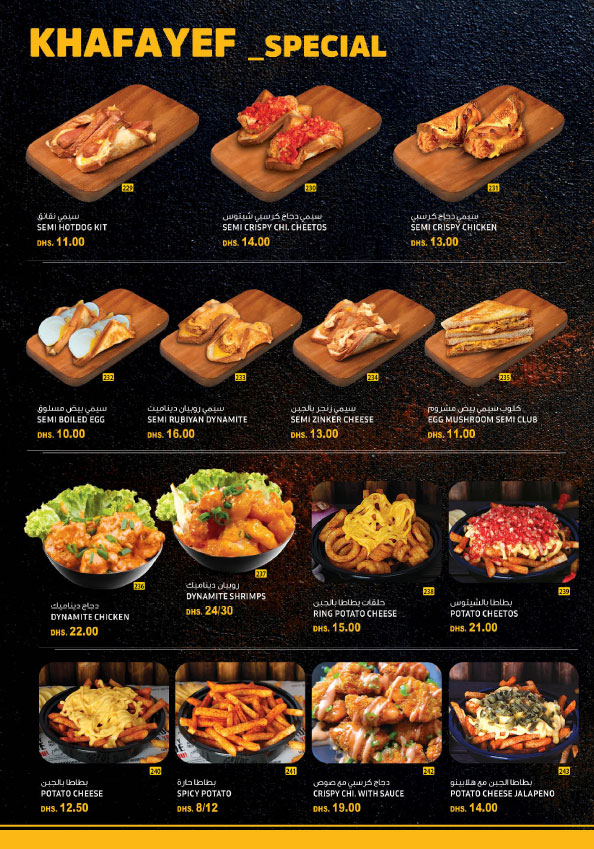 KHAFAYEF _SPECIAL
229
230
231
سيمي نقانق
SEMI HOTDOG KIT
DHS. 11.00
سيمي دجاج كرسبي شيتوس
SEMI CRISPY CHI. CHEETOS
DHS. 14.00
سيمي دجاج كرسبي
SEMI CRISPY CHICKEN
DHS. 13.00
232
233
234
235
سيمي بيض مسلوق
SEMI BOILED EGG
DHS. 10.00
سيمي روبيان ديناميت
SEMI RUBIYAN DYNAMITE
DHS. 16.00
سيمي زنجر بالجبن
SEMI ZINKER CHEESE
DHS. 13.00
كلوب سيمي بيض مشروم
EGG MUSHROOM SEMI CLUB
DHS. 11.00
236
دجاج ديناميك
DYNAMITE CHICKEN
DHS. 22.00
237
روبيان ديناميك
DYNAMITE SHRIMPS
DHS. 24/30
238
حلقات بطاطا بالجبن
RING POTATO CHEESE
DHS. 15.00
239
بطاطا بالشيتوس
POTATO CHEETOS
DHS. 21.00
240
بطاطا بالجبن
POTATO CHEESE
DHS. 12.50
241
بطاطا حارة
SPICY POTATO
DHS. 8/12
242
دجاج كرسبي مع صوص
CRISPY CHI. WITH SAUCE
DHS. 19.00
243
بطاطا الجبن مع هلابينو
POTATO CHEESE JALAPENO
DHS. 14.00